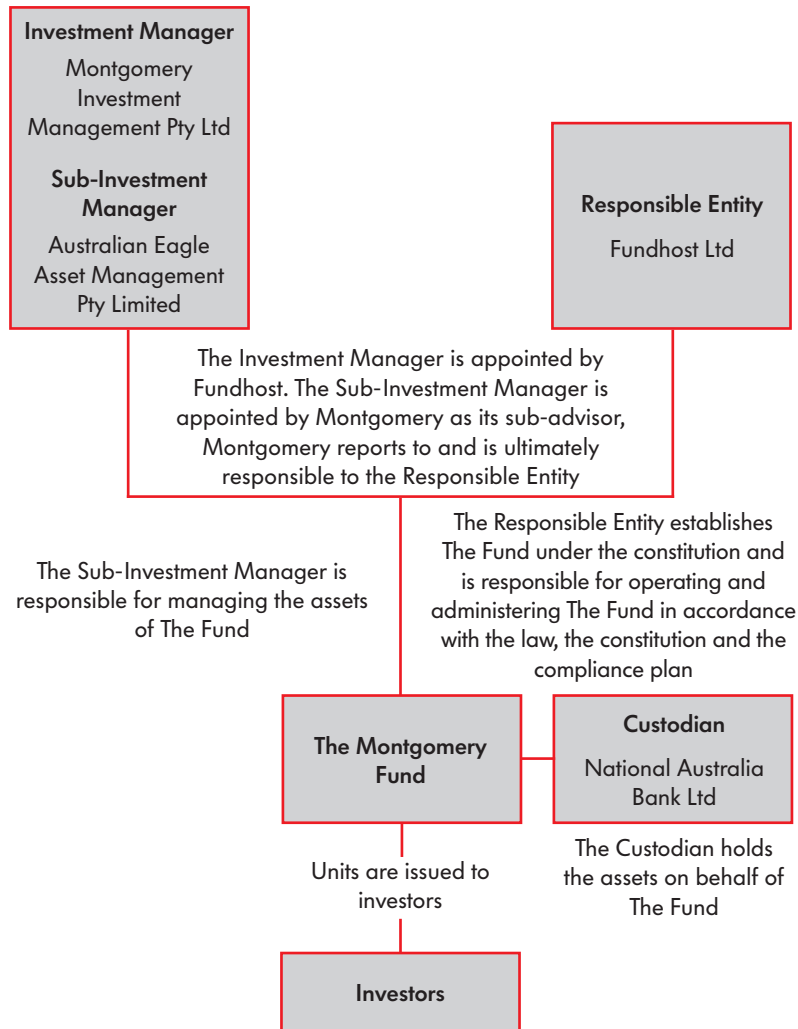 Investment Manager
Montgomery
Investment
Management Pty Ltd
Sub-Investment
Manager
Australian Eagle
Asset Management
Pty Limited
Responsible Entity
Fundhost Ltd
The Investment Manager is appointed by
Fundhost. The Sub-Investment Manager is
appointed by Montgomery as its sub-advisor,
Montgomery reports to and is ultimately
responsible to the Responsible Entity
The Sub-Investment Manager is
responsible for managing the assets
of The Fund
The Responsible Entity establishes
The Fund under the constitution and
is responsible for operating and
administering The Fund in accordance
with the law, the constitution and the
compliance plan
The Montgomery
Fund
Custodian
National Australia
Bank Ltd
The Custodian holds
the assets on behalf of
The Fund
Units are issued to
investors
Investors